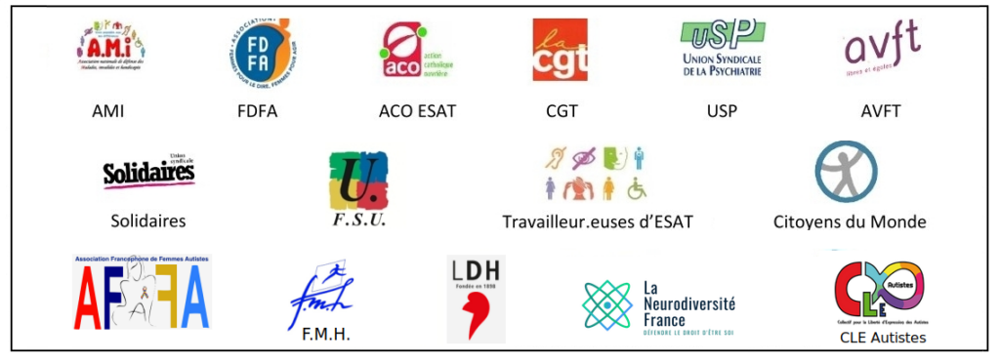 A.M.i
Association nationale de défense des
Malades, invalides et handicapés
ASSOCIATION
FD
FA
FEMMES POUR LE DIRE, FEMMES POUR AGIR
aco
action
catholique
ouvrière
la
cgt
USP
UNION SYNDICALE
DE LA PSYCHIATRIE
avft
libres et égales
AMI
FDFA
ACO ESAT
CGT
USP
AVFT
Union
syndicale
Solidaires
U.
F.S.U.
Solidaires
Travailleur.euses d’ESAT
Citoyens du Monde
Association Francophone de Femmes Autistes
AFFA
f.m.h
F.M.H.
LDH
Fondée en 1898
La
Neurodiversité
France
DÉFENDRE LE DROIT D'ÊTRE SOI
Autistes
CLE
Collectif pour la Liberté d'Expression des Autistes
CLE Autistes